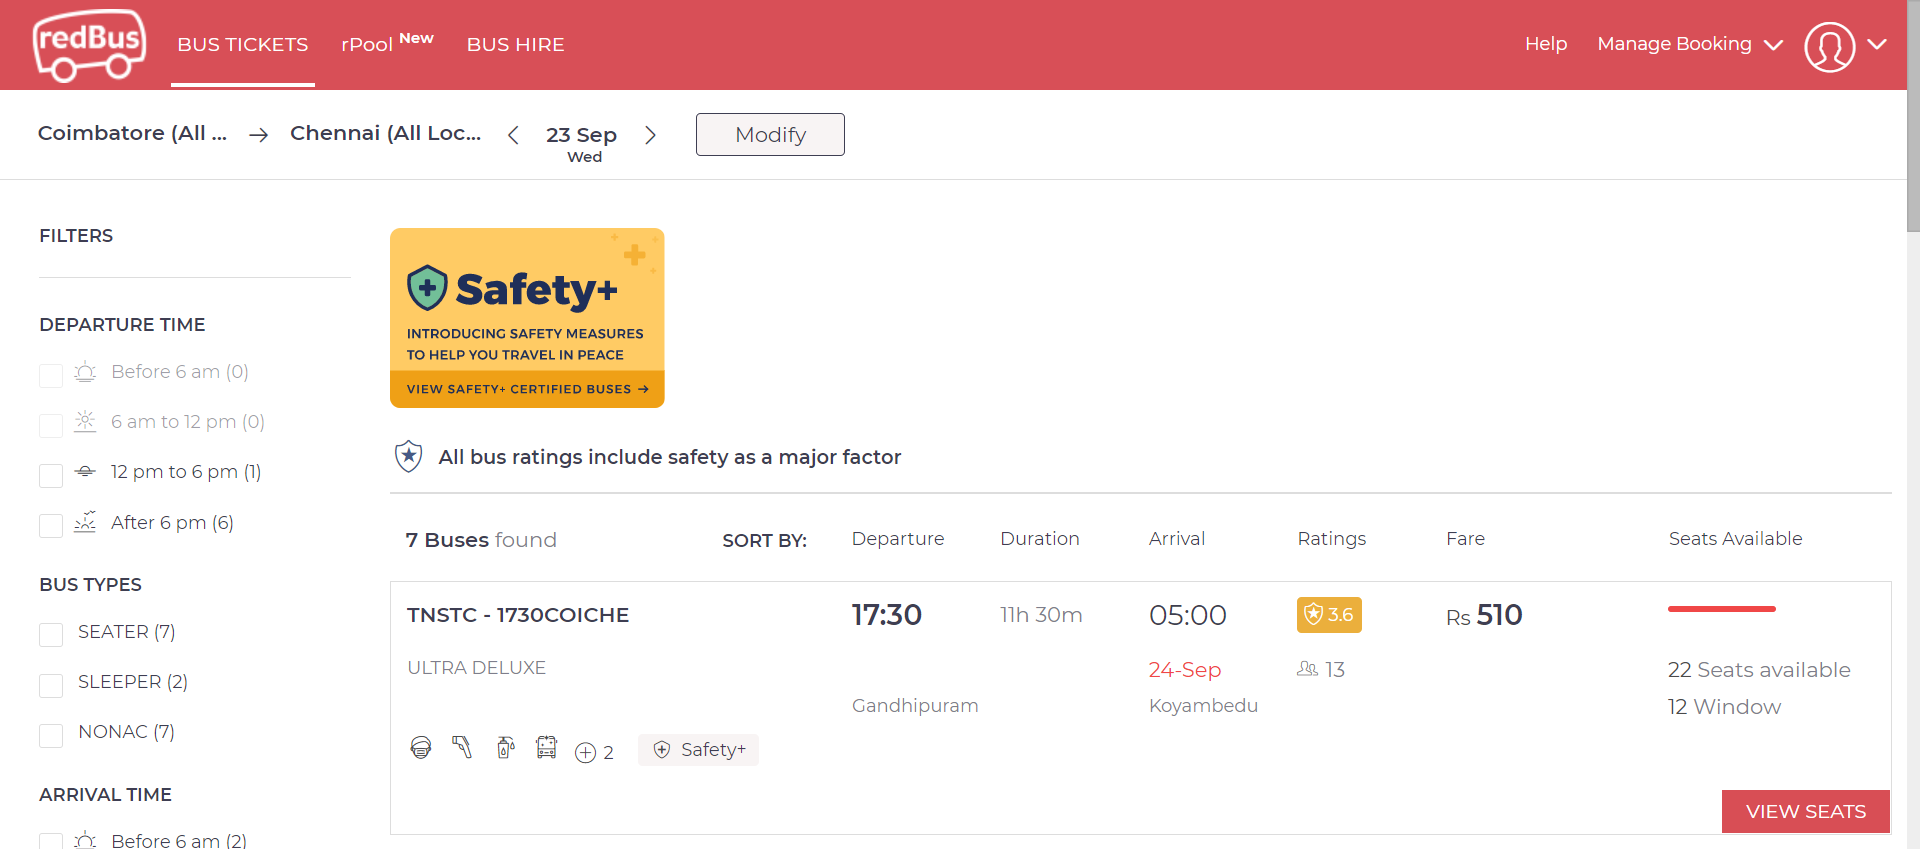 redBus
BUS TICKETS rPool New BUS HIRE Help Manage Booking
Coimbatore (All ... → Chennai (All Loc... < 23 Sep > Modify
Wed
FILTERS
DEPARTURE TIME
Before 6 am (0)
6 am to 12 pm (0)
12 pm to 6 pm (1)
After 6 pm (6)
BUS TYPES
SEATER (7)
SLEEPER (2)
NONAC (7)
ARRIVAL TIME
Before 6 am (2)
Safety+
INTRODUCING SAFETY MEASURES
TO HELP YOU TRAVEL IN PEACE
VIEW SAFETY+ CERTIFIED BUSES →
All bus ratings include safety as a major factor
7 Buses found SORT BY: Departure Duration Arrival Ratings Fare Seats Available
TNSTC - 1730COICHE 17:30 11h 30m 05:00 3.6 Rs 510
ULTRA DELUXE 24-Sep 13 22 Seats available
Gandhipuram Koyambedu 12 Window
2 Safety+
VIEW SEATS